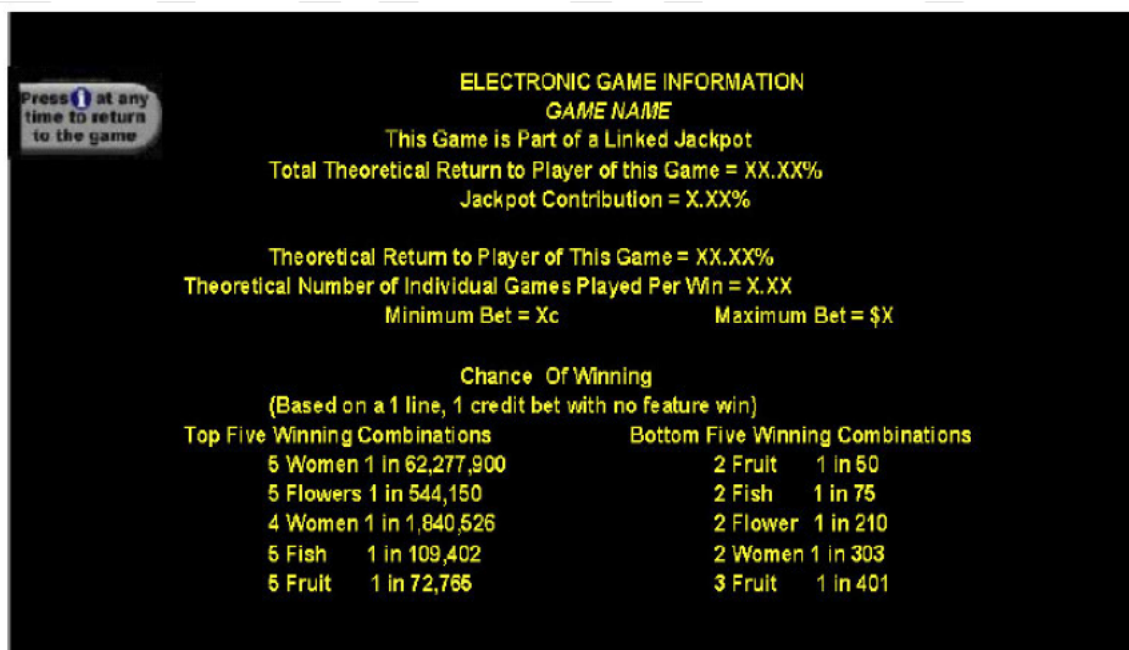 Press i at any
time to return
to the game
ELECTRONIC GAME INFORMATION
GAME NAME
This Game is Part of a Linked Jackpot
Total Theoretical Return to Player of this Game = XX.XX%
Jackpot Contribution = X.XX%
Theoretical Return to Player of This Game = XX.XX%
Theoretical Number of Individual Games Played Per Win = X.XX
Minimum Bet = Xc Maximum Bet = $X
Chance Of Winning
(Based on a 1 line, 1 credit bet with no feature win)
Top Five Winning Combinations Bottom Five Winning Combinations
5 Women 1 in 62,277,900 2 Fruit 1 in 50
5 Flowers 1 in 544,150 2 Fish 1 in 75
4 Women 1 in 1,840,526 2 Flower 1 in 210
5 Fish 1 in 109,402 2 Women 1 in 303
5 Fruit 1 in 72,765 3 Fruit 1 in 401